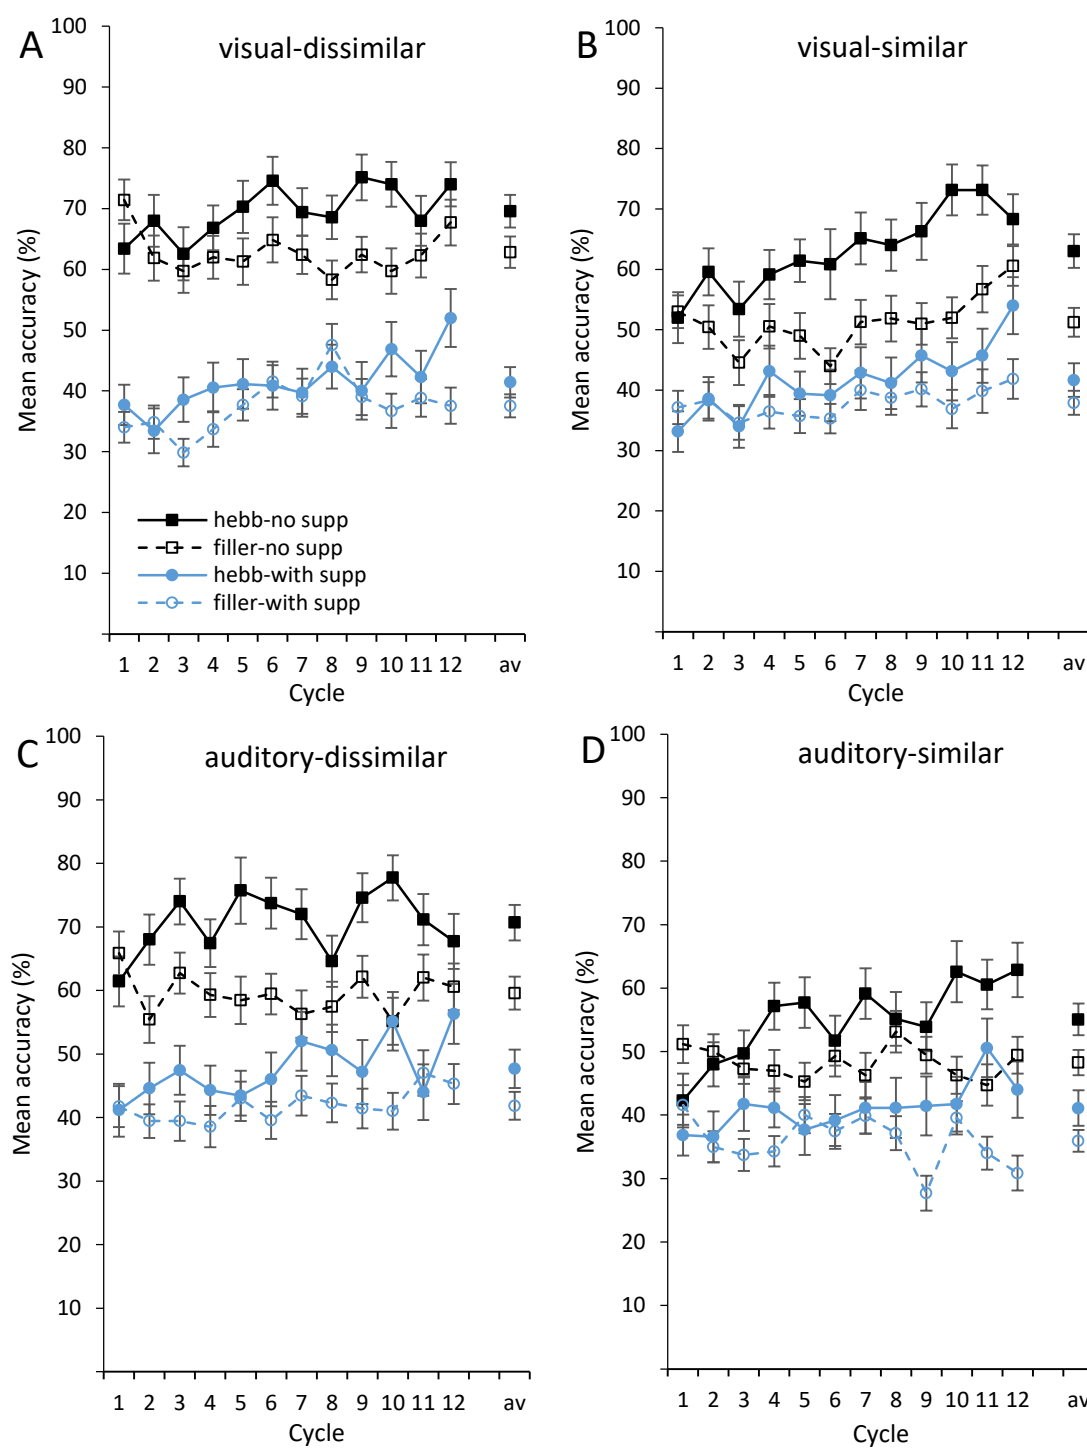 A
visual-dissimilar
100
90
80
70
60
50
40
30
20
10
Mean accuracy (%)
hebb-no supp
filler-no supp
hebb-with supp
filler-with supp
1 2 3 4 5 6 7 8 9 10 11 12 av
Cycle
B
visual-similar
100
90
80
70
60
50
40
30
20
10
Mean accuracy (%)
1 2 3 4 5 6 7 8 9 10 11 12 av
Cycle
C
auditory-dissimilar
100
90
80
70
60
50
40
30
20
10
Mean accuracy (%)
1 2 3 4 5 6 7 8 9 10 11 12 av
Cycle
D
auditory-similar
100
90
80
70
60
50
40
30
20
10
Mean accuracy (%)
1 2 3 4 5 6 7 8 9 10 11 12 av
Cycle